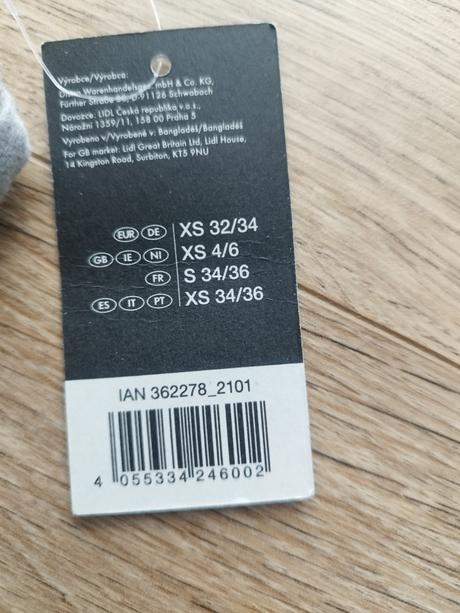 Výrobce/Výrobca:
Warenhandelsges. mbH & Co. KG,
Fürther Straße D-91126 Schwabach
Dovozce: LIDL Česká republika v.o.s.,
Nárožní 1359/11, 158 00 Praha 5
Vyrobeno v/Vyrobené v: Bangladéš/Bangladéš
For GB market: Lidl Great Britain Ltd, Lidl House,
14 Kingston Road, Surbiton, KT5 9NU
EUR DE XS 32/34
GB IE NI XS 4/6
FR S 34/36
ES IT PT XS 34/36
IAN 362278_2101
4 055334 246002